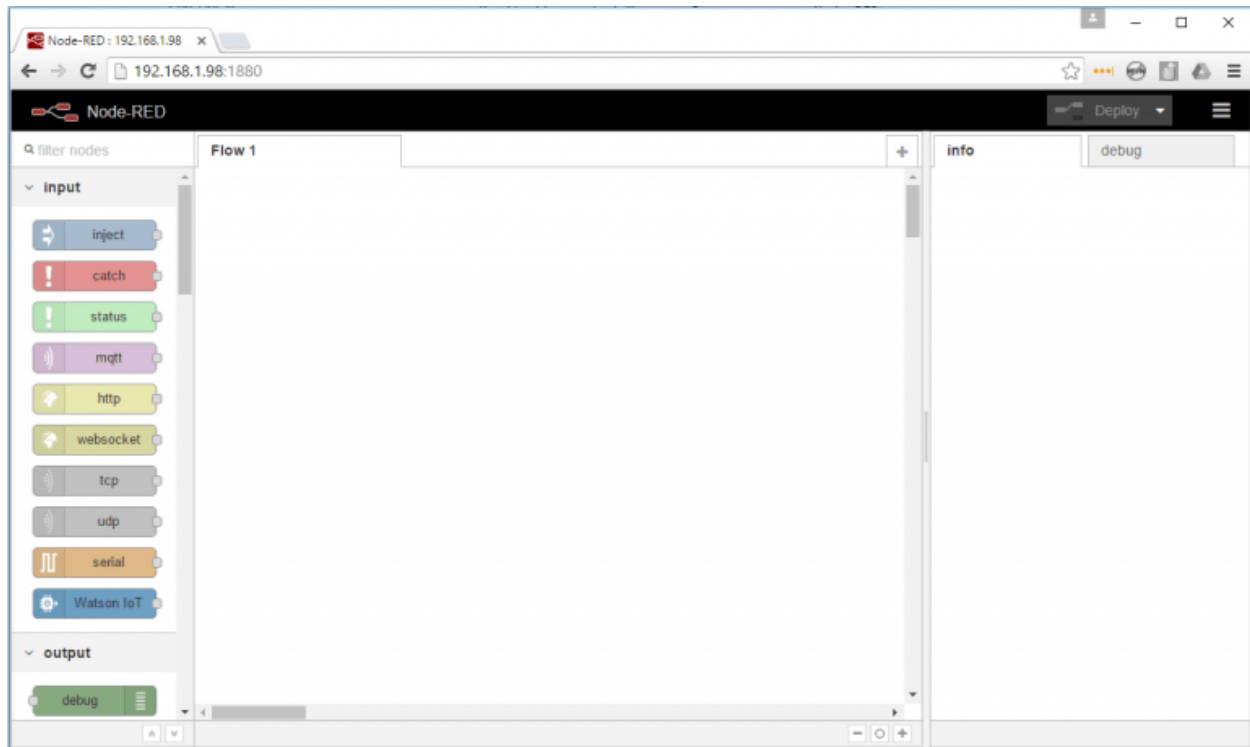 Node-RED : 192.168.1.98
192.168.1.98:1880
Node-RED
Deploy
filter nodes
Flow 1
info
debug
input
inject
catch
status
mqtt
http
websocket
tcp
udp
serial
Watson IoT
output
debug